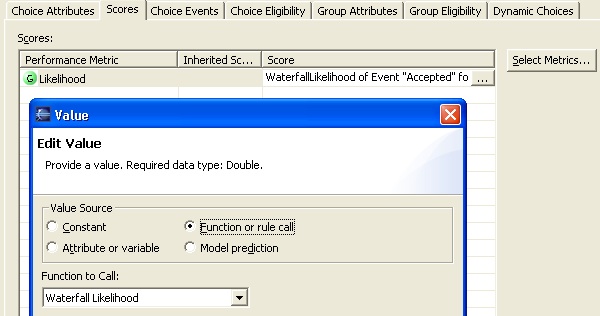 Choice Attributes Scores Choice Events Choice Eligibility Group Attributes Group Eligibility Dynamic Choices
Scores:
Performance Metric Inherited Sc... Score
G Likelihood WaterfallLikelihood of Event "Accepted" fo ...
Select Metrics...
Value
Edit Value
Provide a value. Required data type: Double.
Value Source
Constant Function or rule call
Attribute or variable Model prediction
Function to Call:
Waterfall Likelihood